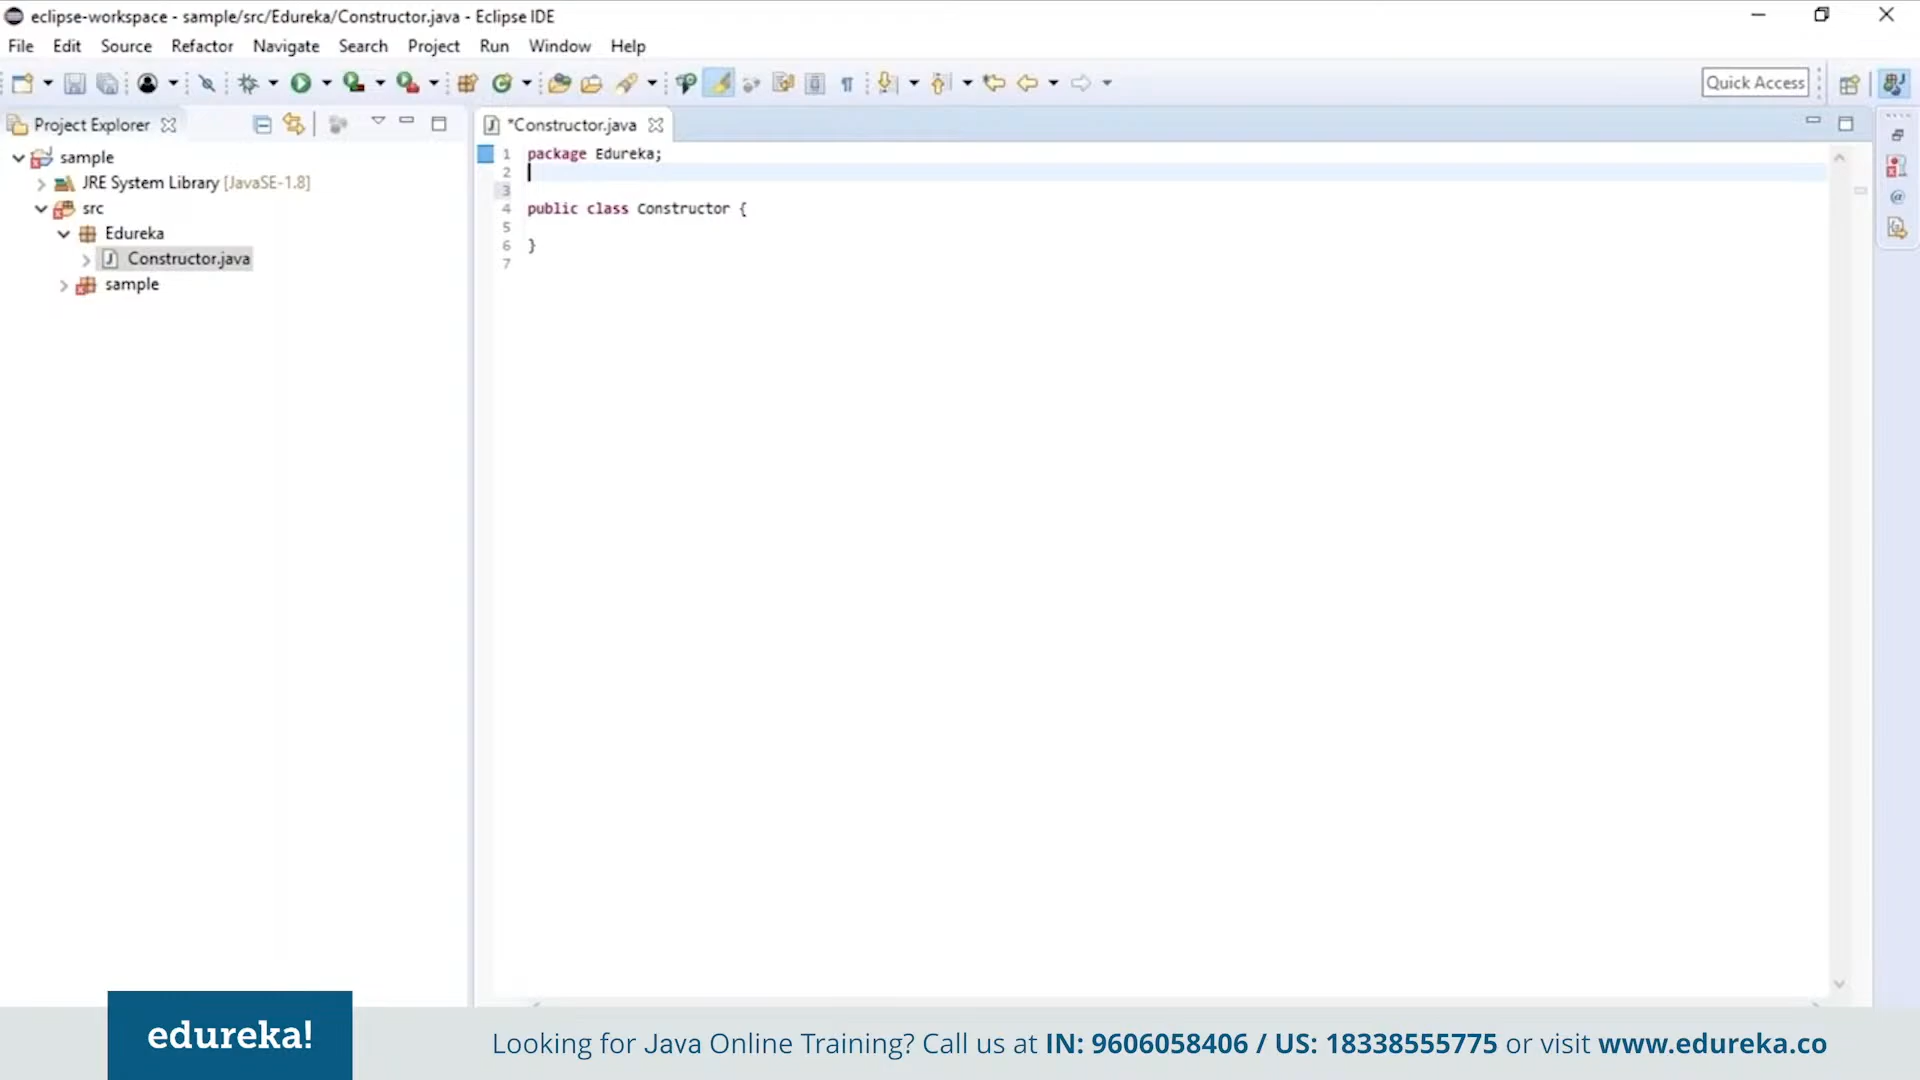 eclipse-workspace - sample/src/Edureka/Constructor.java - Eclipse IDE
File Edit Source Refactor Navigate Search Project Run Window Help
Quick Access
Project Explorer
*Constructor.java
sample
JRE System Library [JavaSE-1.8]
src
Edureka
Constructor.java
sample
1 package Edureka;
2
3
4 public class Constructor {
5
6 }
7
edureka!
Looking for Java Online Training? Call us at IN: 9606058406 / US: 18338555775 or visit www.edureka.co